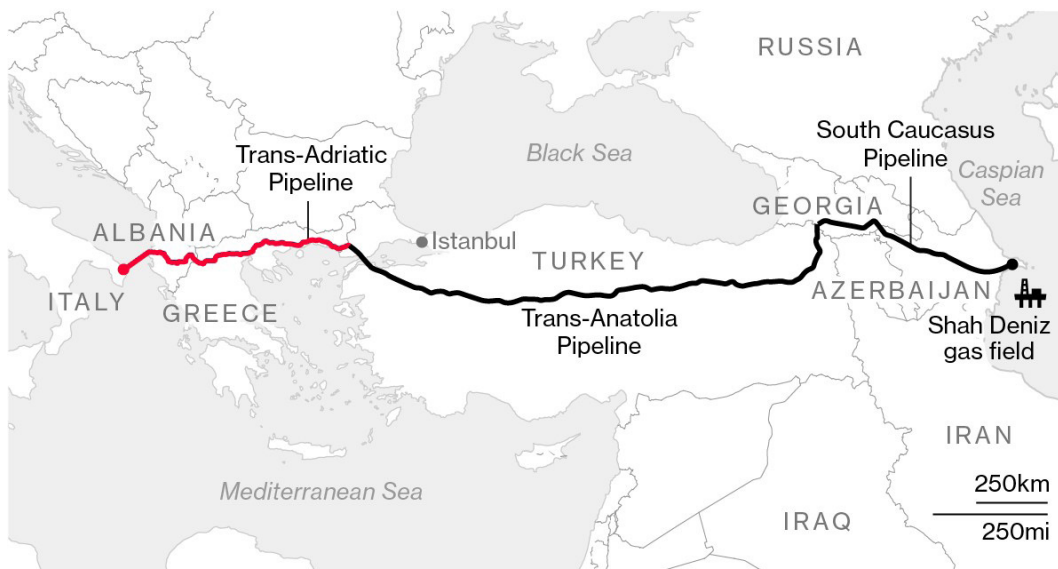 RUSSIA
South Caucasus
Pipeline
Black Sea
Caspian
Sea
Trans-Adriatic
Pipeline
GEORGIA
ALBANIA
Istanbul
TURKEY
AZERBAIJAN
ITALY
GREECE
Trans-Anatolia
Pipeline
Shah Deniz
gas field
IRAN
Mediterranean Sea
250km
250mi
IRAQ